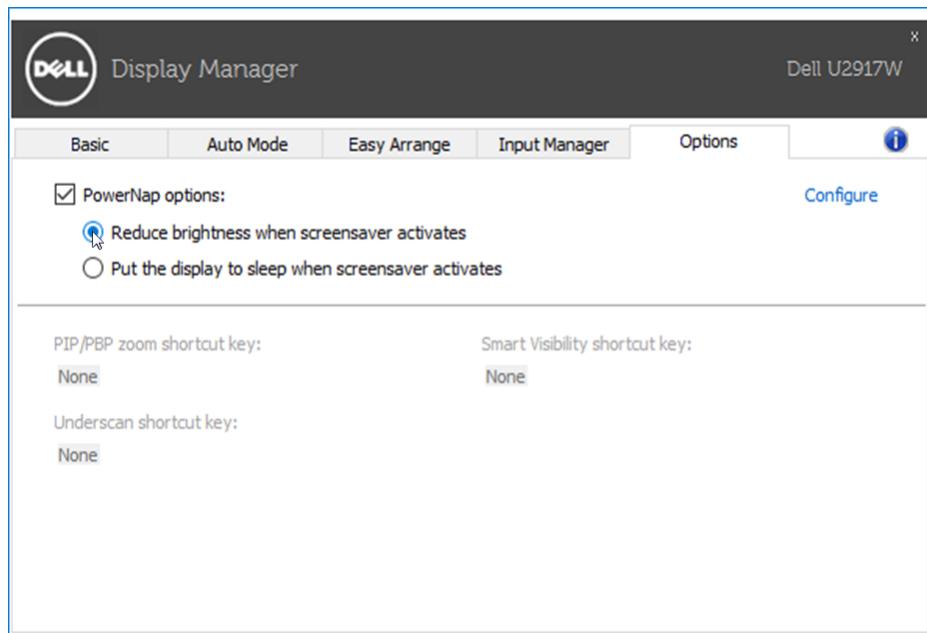 x
DELL Display Manager Dell U2917W
Basic Auto Mode Easy Arrange Input Manager Options i
PowerNap options: Configure
Reduce brightness when screensaver activates
Put the display to sleep when screensaver activates
PIP/PBP zoom shortcut key: Smart Visibility shortcut key:
None None
Underscan shortcut key:
None